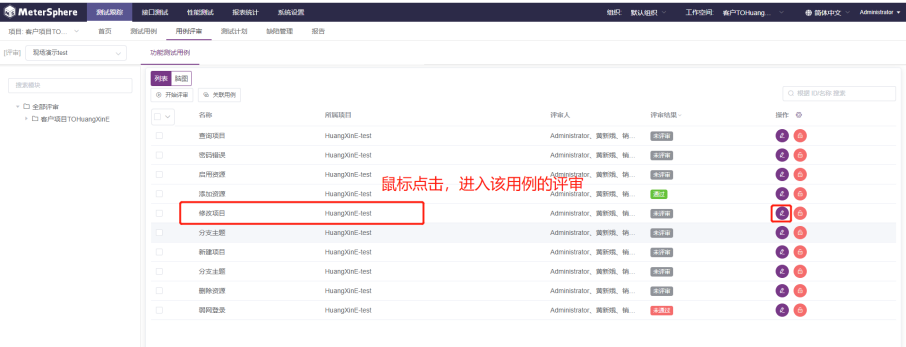 MeterSphere 测试跟踪 接口测试 性能测试 报表统计 系统设置 组织: 默认组织 工作空间: 客户TOHuang... 简体中文 Administrator
项目: 客户项目TO... 首页 测试用例 用例评审 测试计划 缺陷管理 报告
[评审] 现场演示test 功能测试用例
列表 脑图
搜索模块 开始评审 关联用例 根据 ID/名称 搜索
全部评审 名称 所属项目 评审人 评审结果 操作
客户项目TOHuangXinE
查询项目 HuangXinE-test Administrator、黄新娥、杨... 未评审
密码错误 HuangXinE-test Administrator、黄新娥、 未评审
启用资源 HuangXinE-test Administrator、黄新娥、 未评审
鼠标点击，进入该用例的评审
添加资源 HuangXinE-test Administrator、黄新娥、 通过
修改项目 HuangXinE-test Administrator、黄新娥、 未评审
分支主题 HuangXinE-test Administrator、黄新娥、 未评审
新建项目 HuangXinE-test Administrator、黄新娥、 未评审
分支主题 HuangXinE-test Administrator、黄新娥、 未评审
删除资源 HuangXinE-test Administrator、黄新娥、 未评审
弱网登录 HuangXinE-test Administrator、黄新娥、 未通过